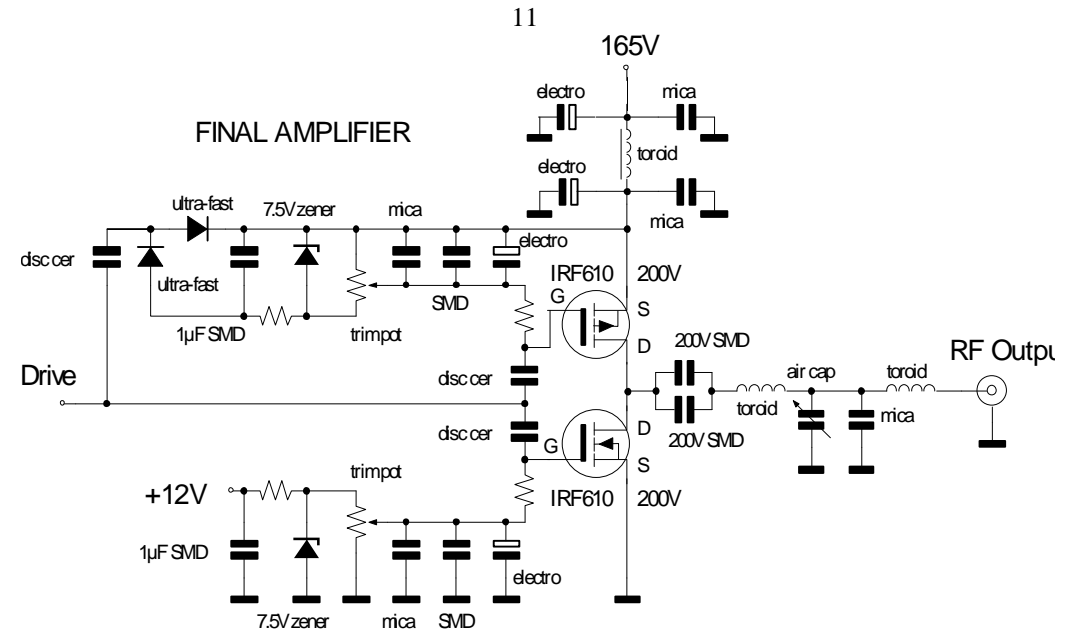 11
165V
electro
mica
FINAL AMPLIFIER
toroid
electro
mica
ultra-fast
7.5V zener
mica
electro
disc cer
ultra-fast
IRF610
200V
G
S
SMD
1µF SMD
trimpot
D
200V SMD
RF Outpu
Drive
disc cer
air cap
toroid
toroid
disc cer
D
mica
200V SMD
G
trimpot
S
+12V
IRF610
200V
1µF SMD
electro
7.5V zener
mica
SMD